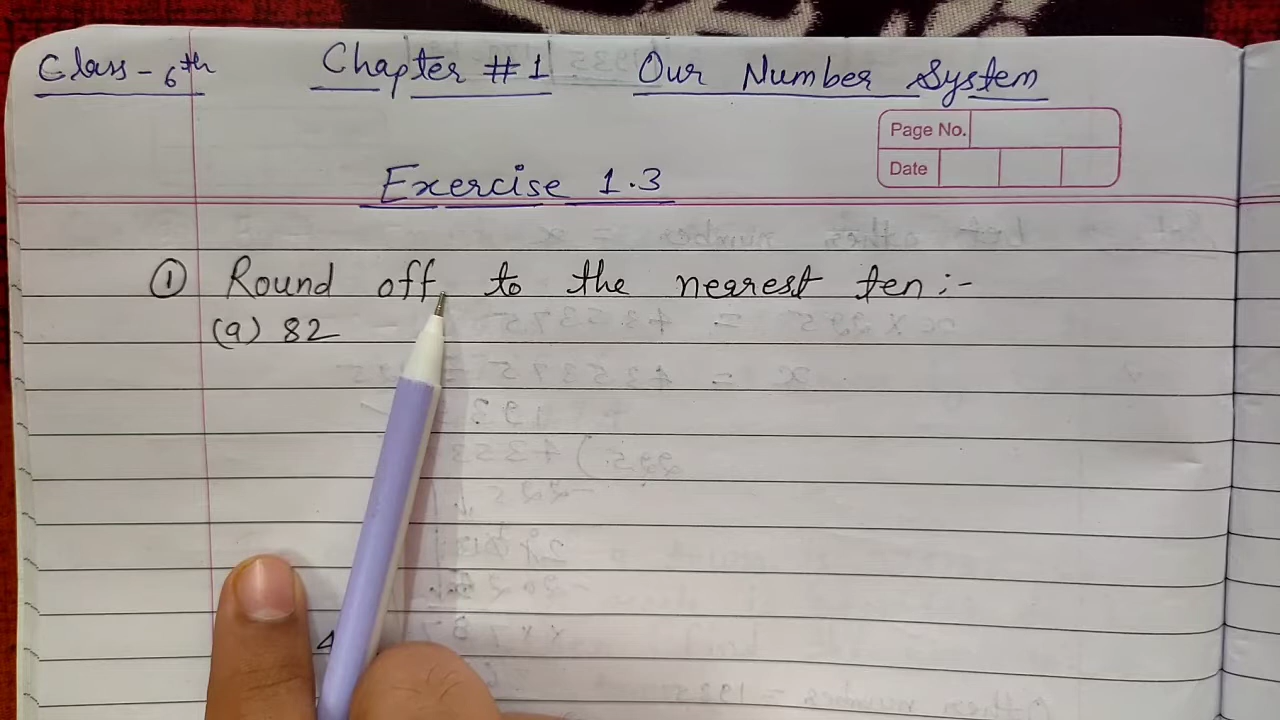 Class - 6th Chapter # 1 Our Number System
Page No.
Date
Exercise 1.3
① Round off to the nearest ten :-
(a) 82